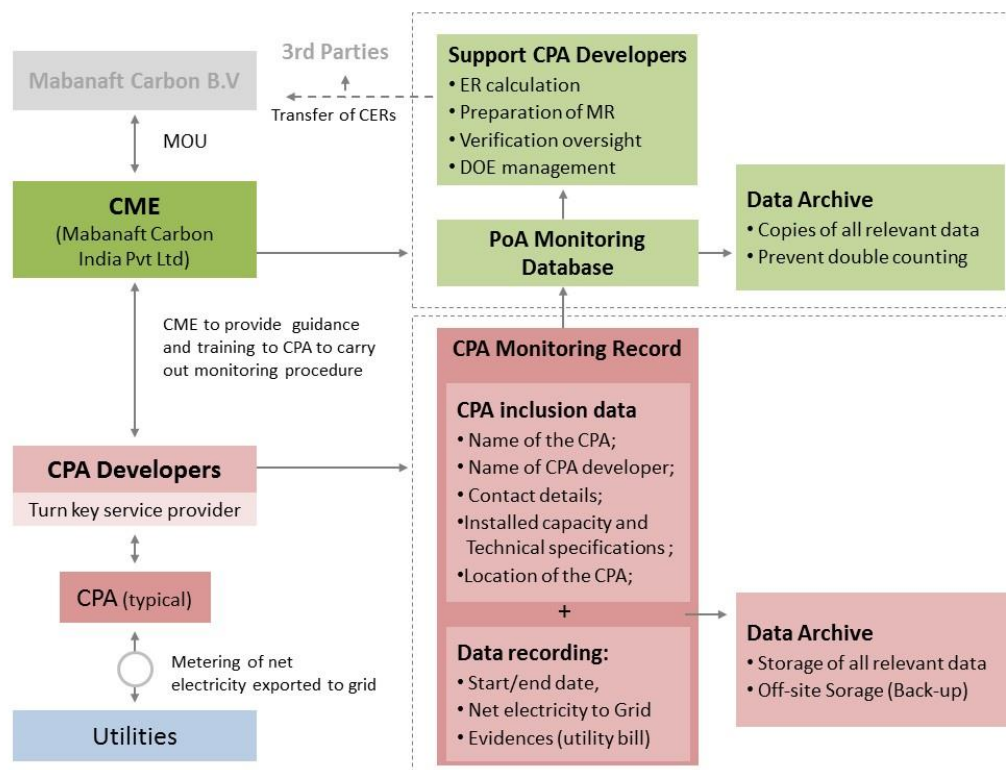 Mabanaft Carbon B.V
3rd Parties
Transfer of CERs
MOU
CME
(Mabanaft Carbon
India Pvt Ltd)
CME to provide guidance
and training to CPA to carry
out monitoring procedure
CPA Developers
Turn key service provider
CPA (typical)
Metering of net
electricity exported to grid
Utilities
Support CPA Developers
• ER calculation
• Preparation of MR
• Verification oversight
• DOE management
PoA Monitoring
Database
Data Archive
• Copies of all relevant data
• Prevent double counting
CPA Monitoring Record
CPA inclusion data
• Name of the CPA;
• Name of CPA developer;
• Contact details;
•Installed capacity and
Technical specifications ;
•Location of the CPA;
+
Data recording:
• Start/end date,
• Net electricity to Grid
• Evidences (utility bill)
Data Archive
• Storage of all relevant data
• Off-site Sorage (Back-up)